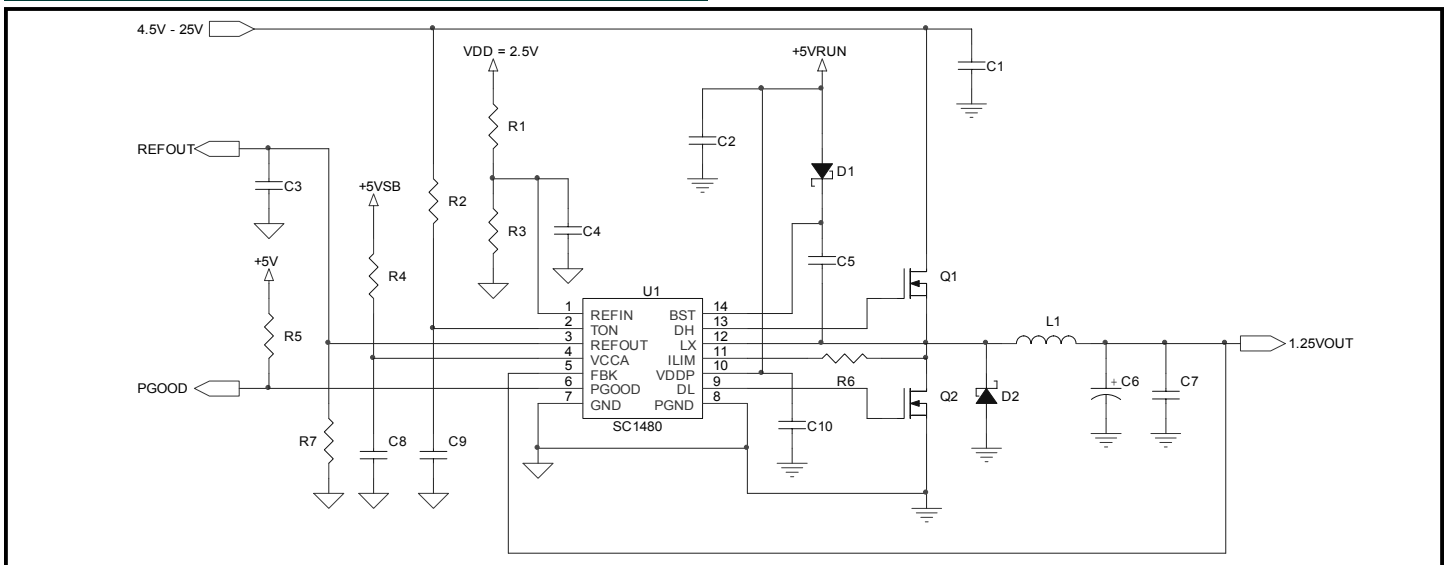 4.5V - 25V
VDD = 2.5V
+5VRUN
C1
R1
C2
REFOUT
D1
C3
+5VSB
R2
R3
C4
+5V
C5
R4
Q1
U1
R5
L1
1 REFIN BST 14
2 TON DH 13
3 REFOUT LX 12
4 VCCA ILIM 11
5 FBK VDDP 10
6 PGOOD DL 9
7 GND PGND 8
SC1480
1.25VOUT
PGOOD
R6
Q2
D2
+ C6
C7
R7
C8
C9
C10